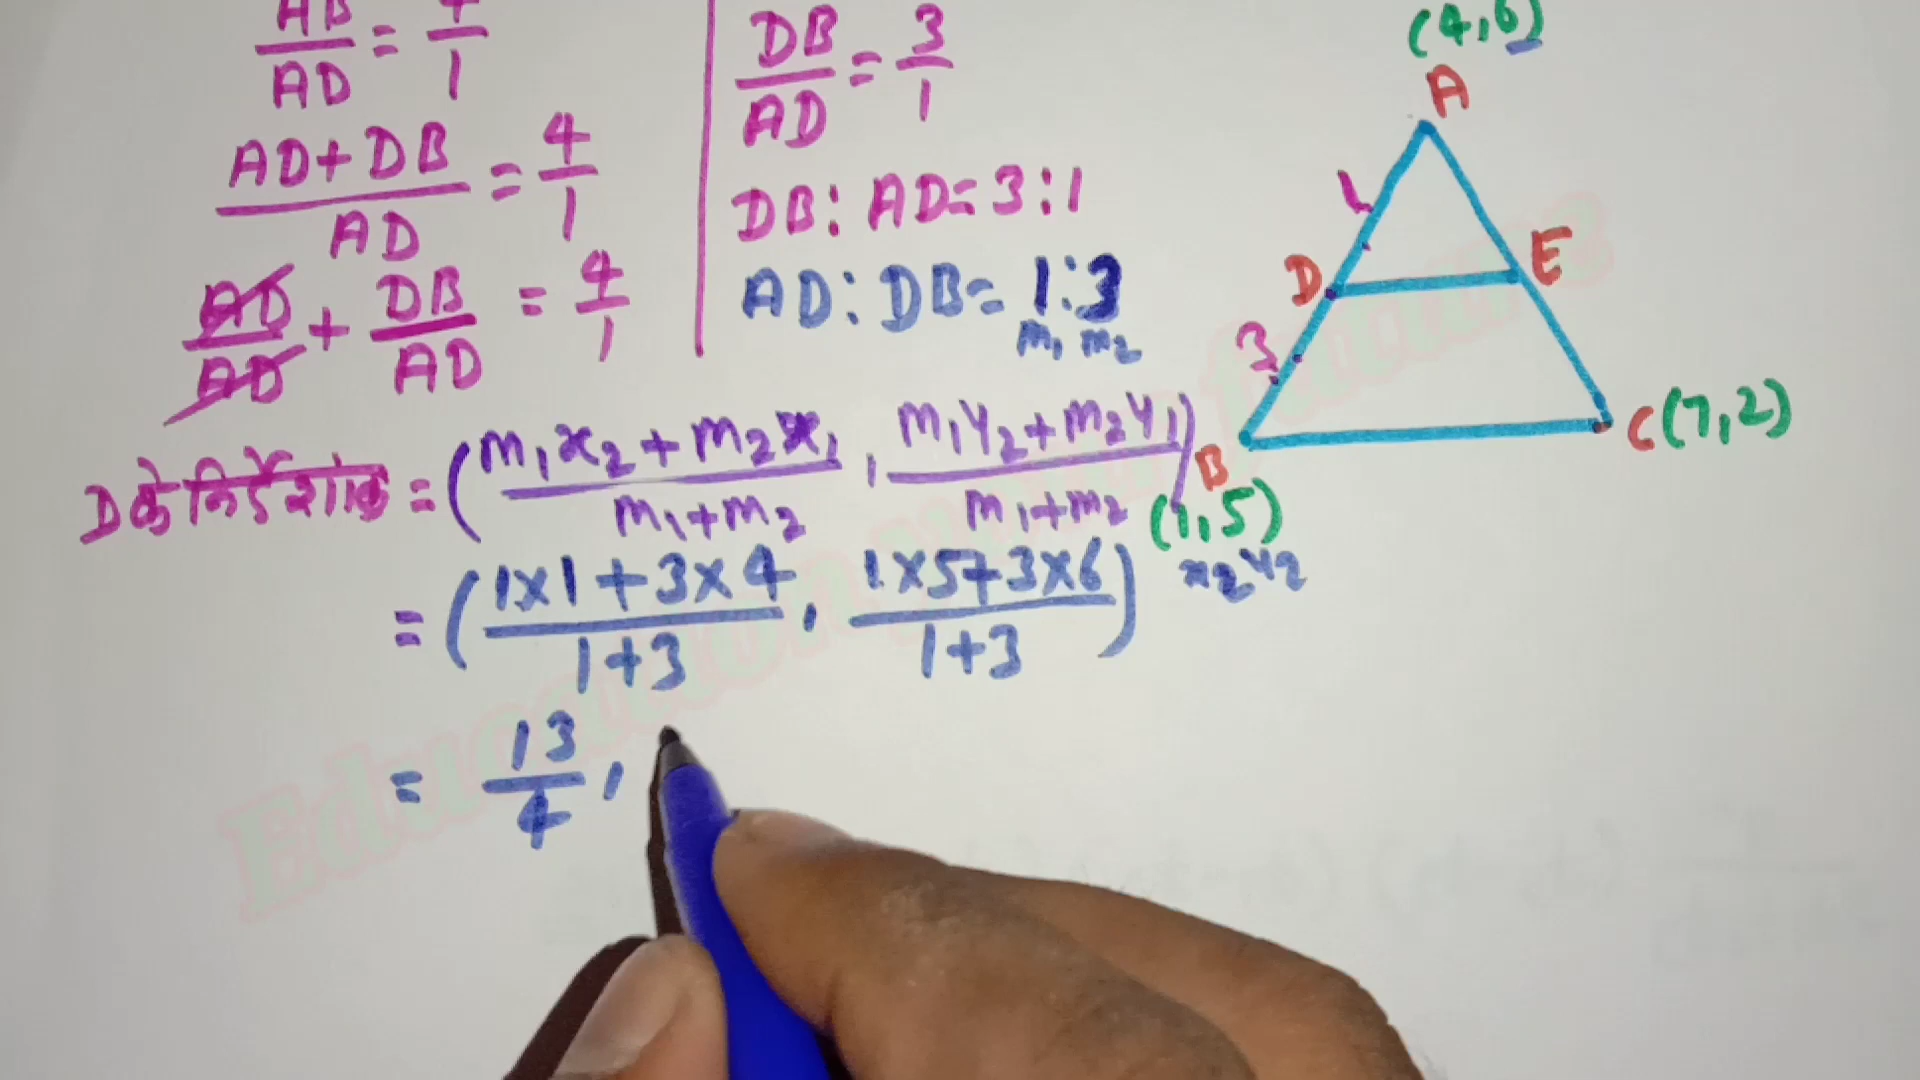 AB/AD = 4/1
AD+DB/AD = 4/1
AD/AD + DB/AD = 4/1
DB/AD = 3/1
DB : AD = 3 : 1
AD : DB = 1 : 3
m₁ m₂
(4,6)
A
1
D
E
3
B
(1,5)
x₂ y₂
C(7,2)
D के निर्देशांक = (m₁x₂+m₂x₁/m₁+m₂, m₁y₂+m₂y₁/m₁+m₂)
= (1×1+3×4/1+3, 1×5+3×6/1+3)
= 13/4,